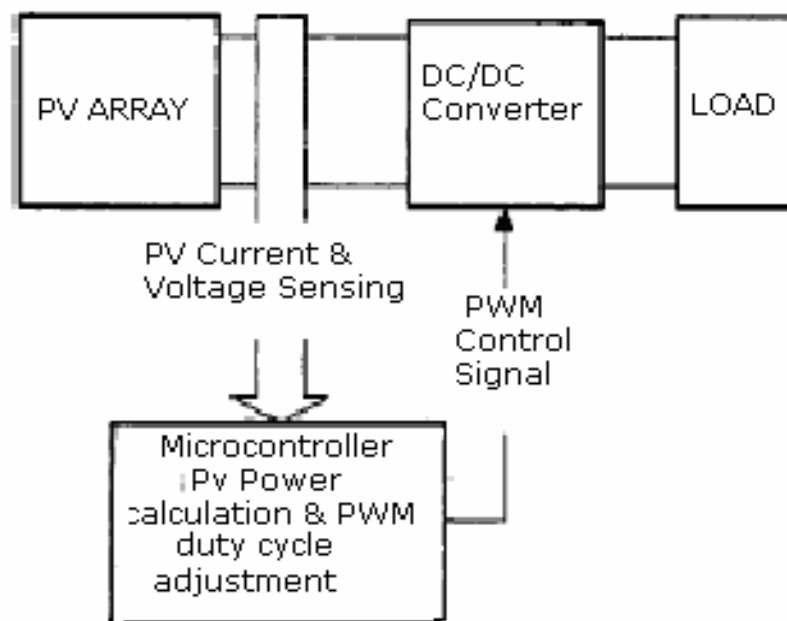 PV ARRAY
DC/DC
Converter
LOAD
PV Current &
Voltage Sensing
PWM
Control
Signal
Microcontroller
Pv Power
calculation & PWM
duty cycle
adjustment